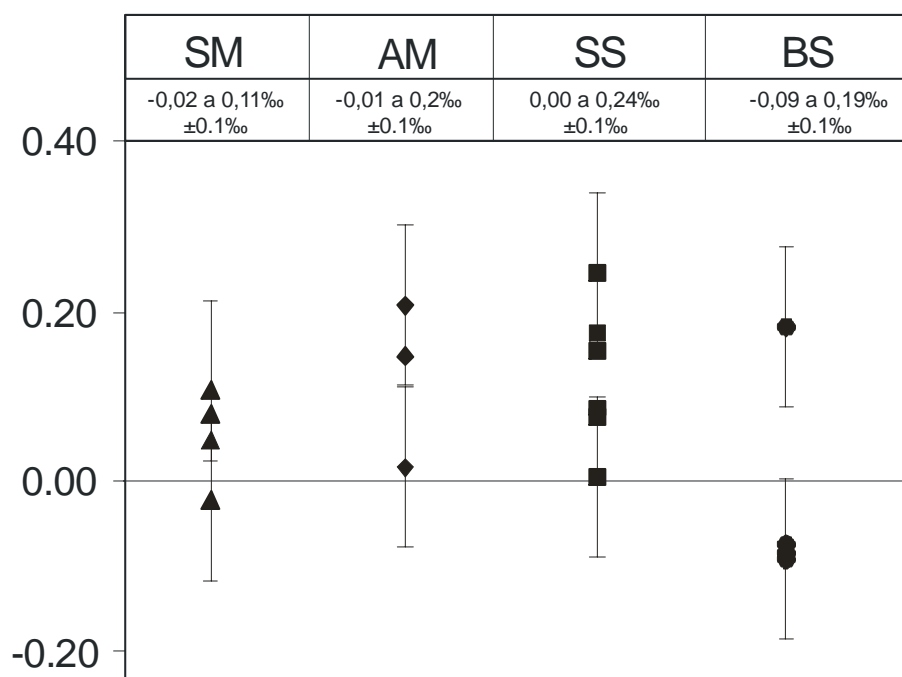 SM AM SS BS
-0,02 a 0,11‰ -0,01 a 0,2‰ 0,00 a 0,24‰ -0,09 a 0,19‰
±0.1‰ ±0.1‰ ±0.1‰ ±0.1‰
0.40
0.20
0.00
-0.20